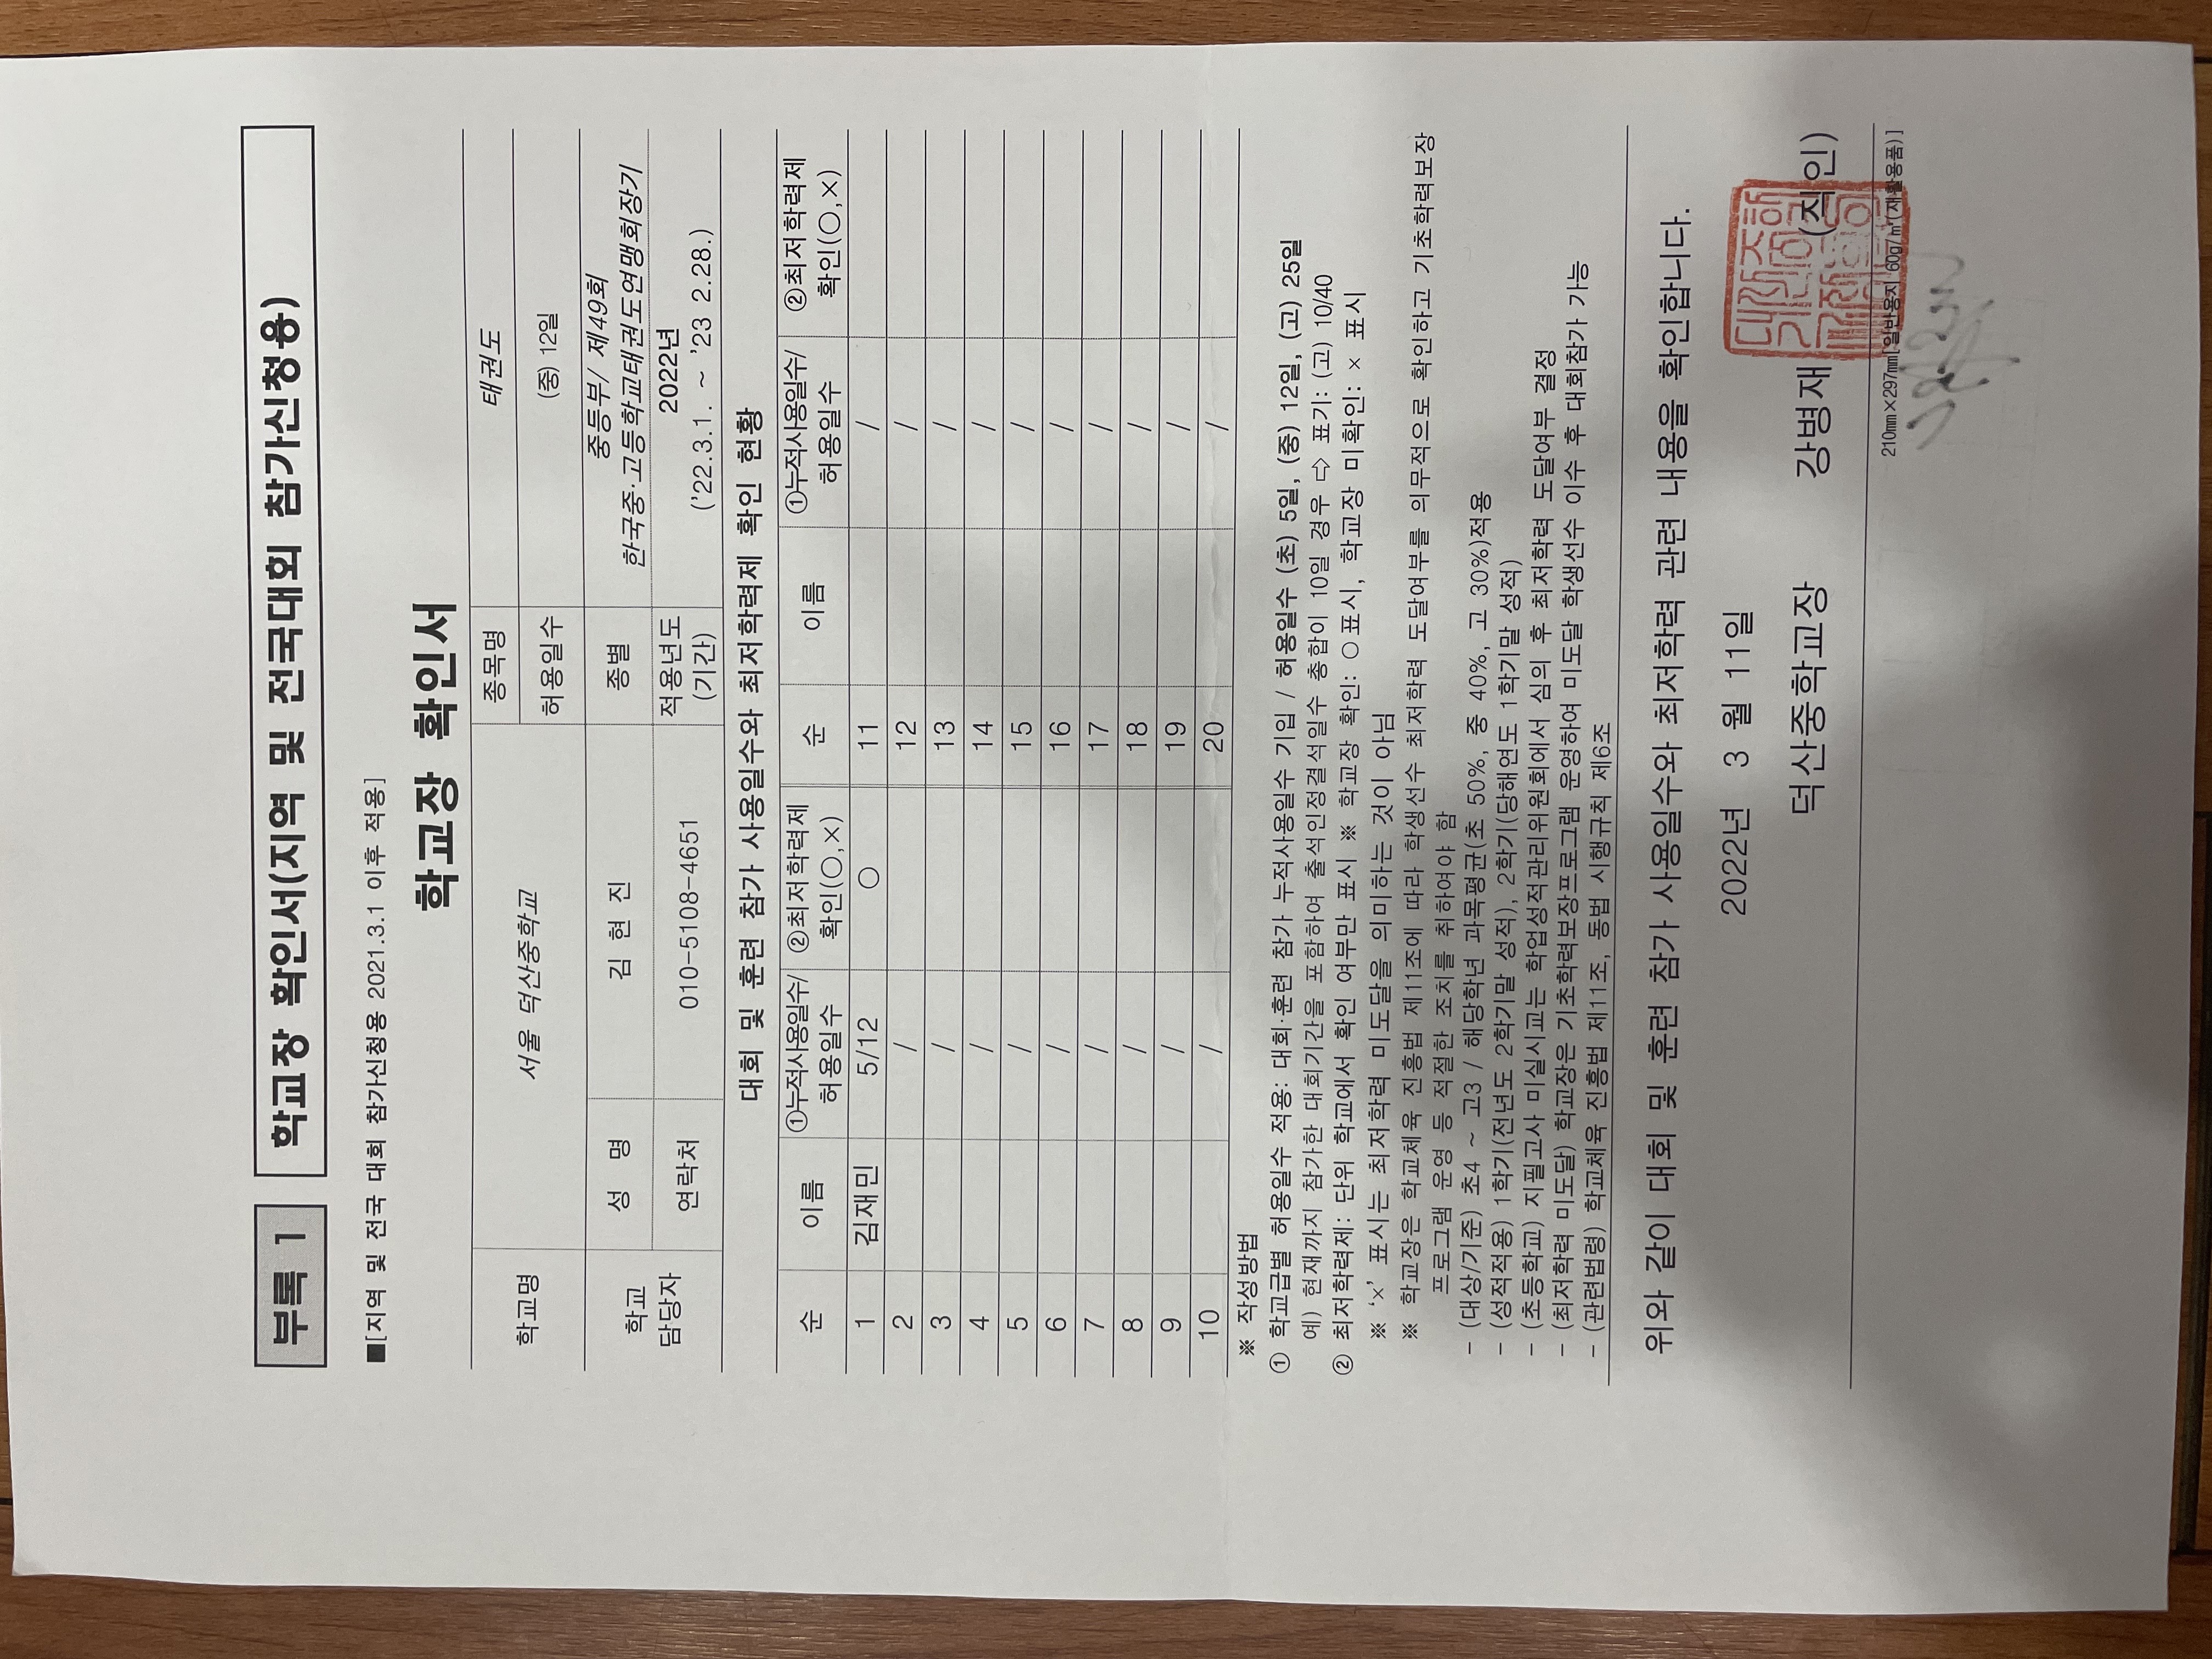 부록 1 학교장 확인서(지역 및 전국대회 참가신청용)
■[지역 및 전국 대회 참가신청용 2021.3.1 이후 적용]
학교장 확인서
학교명 서울 덕산중학교 종목명 태권도
허용일수 (중) 12일
학교 담당자 성 명 김 현 진 종별 중등부/ 제49회 한국중·고등학교태권도연맹회장기
연락처 010-5108-4651 적용년도 (기간) 2022년 ('22.3.1. ~ '23 2.28.)
대회 및 훈련 참가 사용일수와 최저학력제 확인 현황
순 이름 ①누적사용일수/허용일수 ②최저학력제 확인(○,×) 순 이름 ①누적사용일수/허용일수 ②최저학력제 확인(○,×)
1 김재민 5/12 ○ 11 /
2 / 12 /
3 / 13 /
4 / 14 /
5 / 15 /
6 / 16 /
7 / 17 /
8 / 18 /
9 / 19 /
10 / 20 /
※ 작성방법
① 학교급별 허용일수 적용: 대회·훈련 참가 누적사용일수 기입 / 허용일수 (초) 5일, (중) 12일, (고) 25일
예) 현재까지 참가한 대회기간을 포함하여 출석인정결석일수 총합이 10일 경우 ⇨ 표기: (고) 10/40
② 최저학력제: 단위 학교에서 확인 여부만 표시 ※ 학교장 확인: ○표시, 학교장 미확인: × 표시
※ '×' 표시는 최저학력 미도달을 의미하는 것이 아님
※ 학교장은 학교체육 진흥법 제11조에 따라 학생선수 최저학력 도달여부를 의무적으로 확인하고 기초학력보장
프로그램 운영 등 적절한 조치를 취하여야 함
- (대상/기준) 초4 ~ 고3 / 해당학년 과목평균(초 50%, 중 40%, 고 30%)적용
- (성적적용) 1학기(전년도 2학기말 성적), 2학기(당해연도 1학기말 성적)
- (초등학교) 지필고사 미실시교는 학업성적관리위원회에서 심의 후 최저학력 도달여부 결정
- (최저학력 미도달) 학교장은 기초학력보장프로그램 운영하여 미도달 학생선수 이수 후 대회참가 가능
- (관련법령) 학교체육 진흥법 제11조, 동법 시행규칙 제6조
위와 같이 대회 및 훈련 참가 사용일수와 최저학력 관련 내용을 확인합니다.
2022년 3 월 11일
덕산중학교장 강병재 (직인)
210㎜×297㎜[일반용지 60g/㎡(재활용품)]